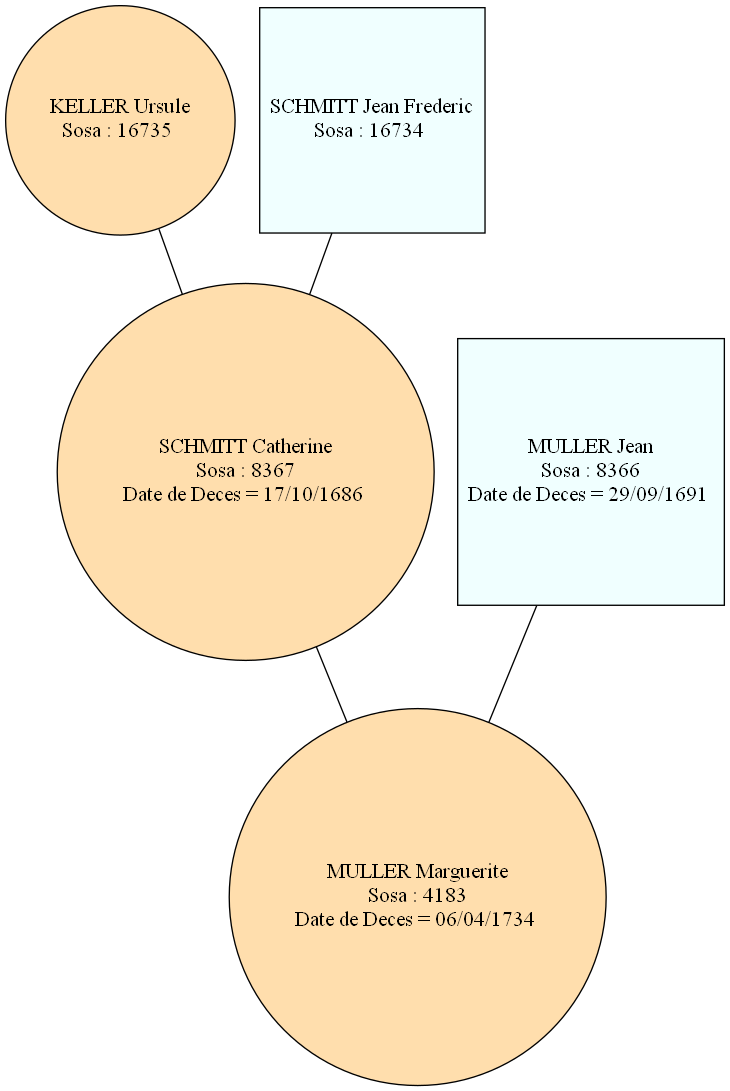 KELLER Ursule
Sosa : 16735
SCHMITT Jean Frederic
Sosa : 16734
SCHMITT Catherine
Sosa : 8367
Date de Deces = 17/10/1686
MULLER Jean
Sosa : 8366
Date de Deces = 29/09/1691
MULLER Marguerite
Sosa : 4183
Date de Deces = 06/04/1734